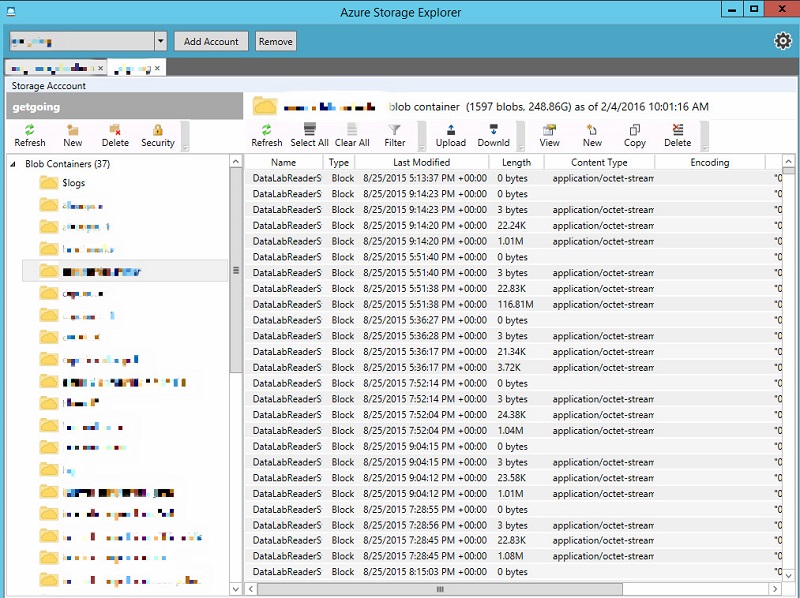 Azure Storage Explorer
Add Account Remove
Storage Acccount
getgoing
blob container (1597 blobs, 248.86G) as of 2/4/2016 10:01:16 AM
Refresh New Delete Security
Refresh Select All Clear All Filter Upload Downld View New Copy Delete
Blob Containers (37)
$logs
Name Type Last Modified Length Content Type Encoding
DataLabReaderS Block 8/25/2015 5:13:37 PM +00:00 0 bytes application/octet-stream "0
DataLabReaderS Block 8/25/2015 9:14:23 PM +00:00 0 bytes "0
DataLabReaderS Block 8/25/2015 9:14:23 PM +00:00 3 bytes application/octet-stream "0
DataLabReaderS Block 8/25/2015 9:14:20 PM +00:00 22.24K application/octet-stream "0
DataLabReaderS Block 8/25/2015 9:14:20 PM +00:00 1.01M application/octet-stream "0
DataLabReaderS Block 8/25/2015 5:51:40 PM +00:00 0 bytes "0
DataLabReaderS Block 8/25/2015 5:51:40 PM +00:00 3 bytes application/octet-stream "0
DataLabReaderS Block 8/25/2015 5:51:38 PM +00:00 22.83K application/octet-stream "0
DataLabReaderS Block 8/25/2015 5:51:38 PM +00:00 116.81M application/octet-stream "0
DataLabReaderS Block 8/25/2015 5:36:27 PM +00:00 0 bytes "0
DataLabReaderS Block 8/25/2015 5:36:28 PM +00:00 3 bytes application/octet-stream "0
DataLabReaderS Block 8/25/2015 5:36:17 PM +00:00 21.34K application/octet-stream "0
DataLabReaderS Block 8/25/2015 5:36:17 PM +00:00 3.72K application/octet-stream "0
DataLabReaderS Block 8/25/2015 7:52:14 PM +00:00 0 bytes "0
DataLabReaderS Block 8/25/2015 7:52:14 PM +00:00 3 bytes application/octet-stream "0
DataLabReaderS Block 8/25/2015 7:52:04 PM +00:00 24.38K application/octet-stream "0
DataLabReaderS Block 8/25/2015 7:52:04 PM +00:00 1.04M application/octet-stream "0
DataLabReaderS Block 8/25/2015 9:04:15 PM +00:00 0 bytes "0
DataLabReaderS Block 8/25/2015 9:04:15 PM +00:00 3 bytes application/octet-stream "0
DataLabReaderS Block 8/25/2015 9:04:12 PM +00:00 23.58K application/octet-stream "0
DataLabReaderS Block 8/25/2015 9:04:12 PM +00:00 1.01M application/octet-stream "0
DataLabReaderS Block 8/25/2015 7:28:55 PM +00:00 0 bytes "0
DataLabReaderS Block 8/25/2015 7:28:56 PM +00:00 3 bytes application/octet-stream "0
DataLabReaderS Block 8/25/2015 7:28:45 PM +00:00 22.83K application/octet-stream "0
DataLabReaderS Block 8/25/2015 7:28:45 PM +00:00 1.08M application/octet-stream "0
DataLabReaderS Block 8/25/2015 8:15:03 PM +00:00 0 bytes "0